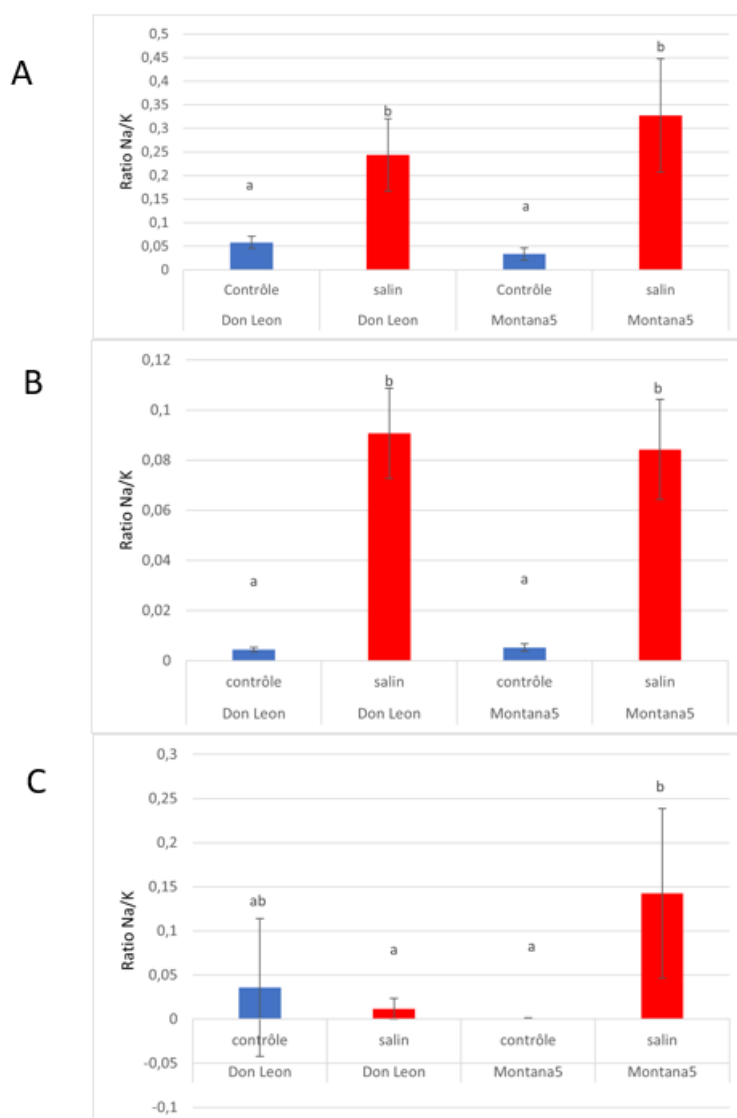 A
Ratio Na/K
0,5
0,45
0,4
0,35
0,3
0,25
0,2
0,15
0,1
0,05
0
a
b
a
b
Contrôle
salin
Contrôle
salin
Don Leon
Don Leon
Montana5
Montana5
B
Ratio Na/K
0,12
0,1
0,08
0,06
0,04
0,02
0
a
b
a
b
contrôle
salin
contrôle
salin
Don Leon
Don Leon
Montana5
Montana5
C
Ratio Na/K
0,3
0,25
0,2
0,15
0,1
0,05
0
-0,05
-0,1
ab
a
a
b
contrôle
salin
contrôle
salin
Don Leon
Don Leon
Montana5
Montana5